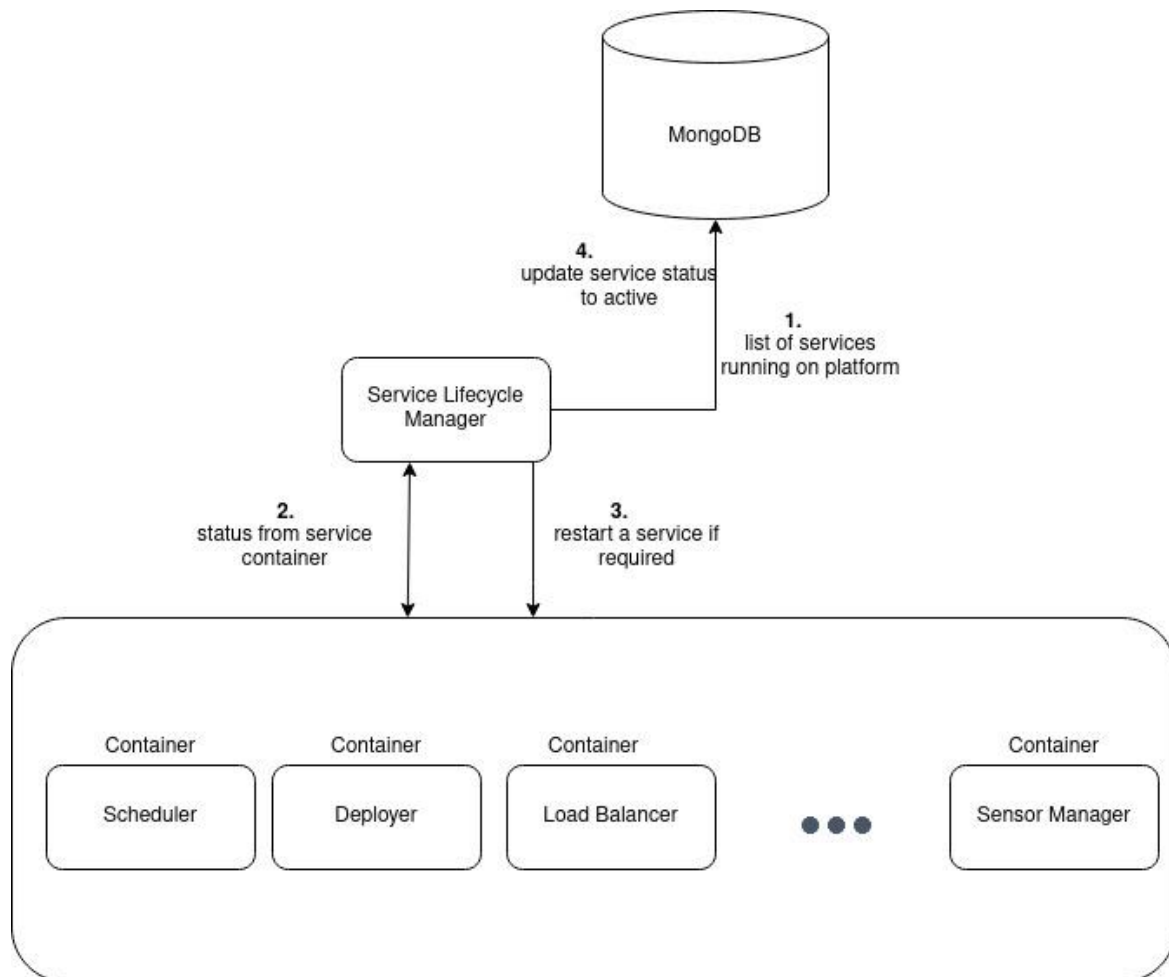 MongoDB
4.
update service status
to active
1.
list of services
running on platform
Service Lifecycle
Manager
2.
status from service
container
3.
restart a service if
required
Container
Scheduler
Container
Deployer
Container
Load Balancer
Container
Sensor Manager